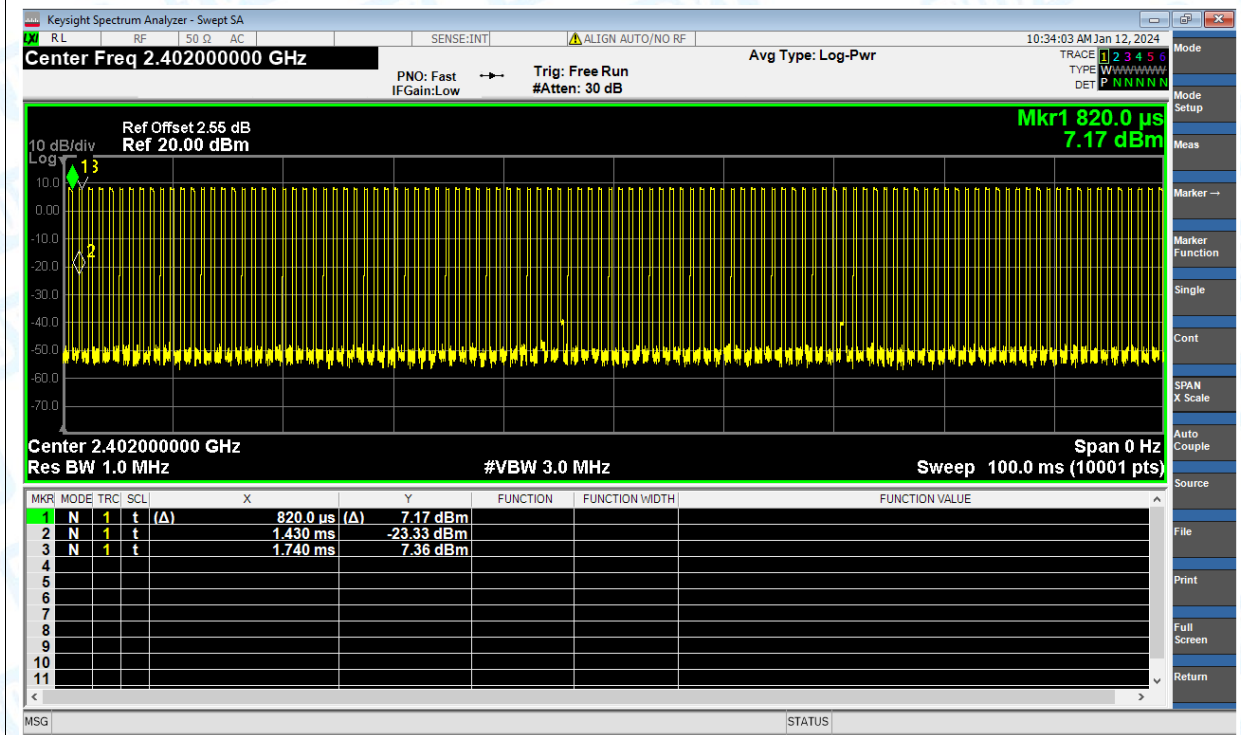 Keysight Spectrum Analyzer - Swept SA
LXI RL RF 50 Ω AC SENSE:INT ALIGN AUTO/NO RF 10:34:03 AM Jan 12, 2024
Center Freq 2.402000000 GHz
PNO: Fast
IFGain:Low
Trig: Free Run
#Atten: 30 dB
Avg Type: Log-Pwr
TRACE 1 2 3 4 5 6
TYPE WWWWWW
DET P N N N N N
Mkr1 820.0 µs
7.17 dBm
Ref Offset 2.55 dB
10 dB/div Ref 20.00 dBm
Log
1 3
2
10.0
0.00
-10.0
-20.0
-30.0
-40.0
-50.0
-60.0
-70.0
Center 2.402000000 GHz Span 0 Hz
Res BW 1.0 MHz #VBW 3.0 MHz Sweep 100.0 ms (10001 pts)
MKR MODE TRC SCL X Y FUNCTION FUNCTION WIDTH FUNCTION VALUE
1 N 1 t (Δ) 820.0 µs (Δ) 7.17 dBm
2 N 1 t 1.430 ms -23.33 dBm
3 N 1 t 1.740 ms 7.36 dBm
4
5
6
7
8
9
10
11
MSG STATUS
Mode
Mode
Setup
Meas
Marker →
Marker
Function
Single
Cont
SPAN
X Scale
Auto
Couple
Source
File
Print
Full
Screen
Return